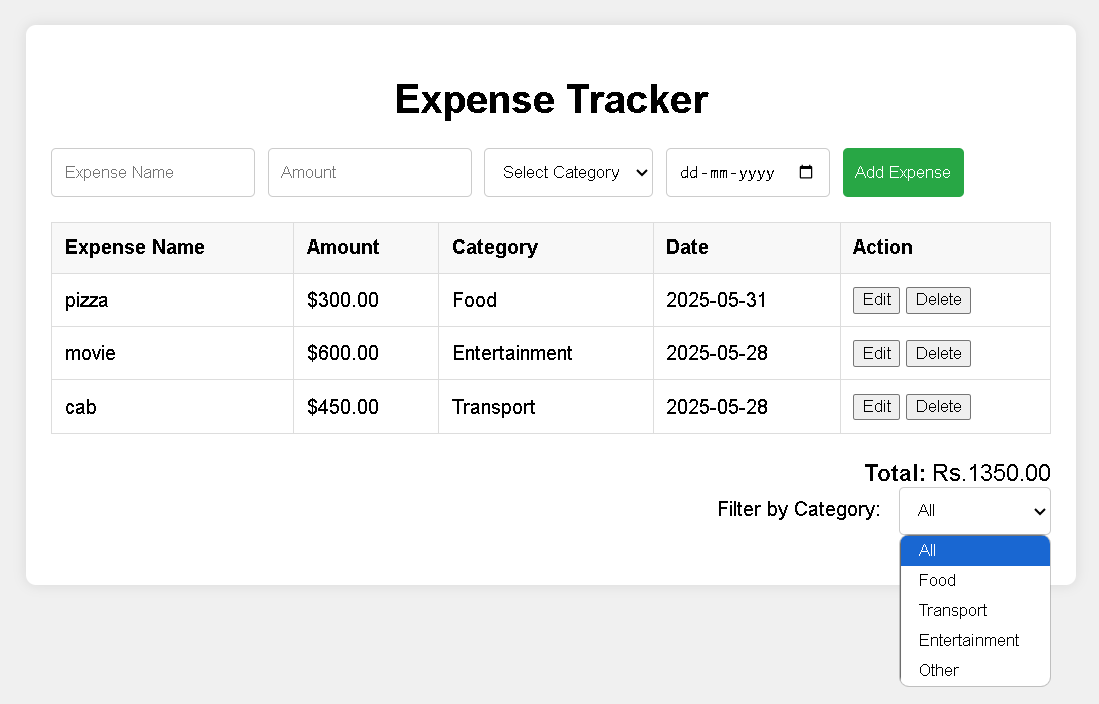 Expense Tracker
Expense Name Amount Select Category dd-mm-yyyy Add Expense
Expense Name Amount Category Date Action
pizza $300.00 Food 2025-05-31 Edit Delete
movie $600.00 Entertainment 2025-05-28 Edit Delete
cab $450.00 Transport 2025-05-28 Edit Delete
Total: Rs.1350.00
Filter by Category: All
All
Food
Transport
Entertainment
Other